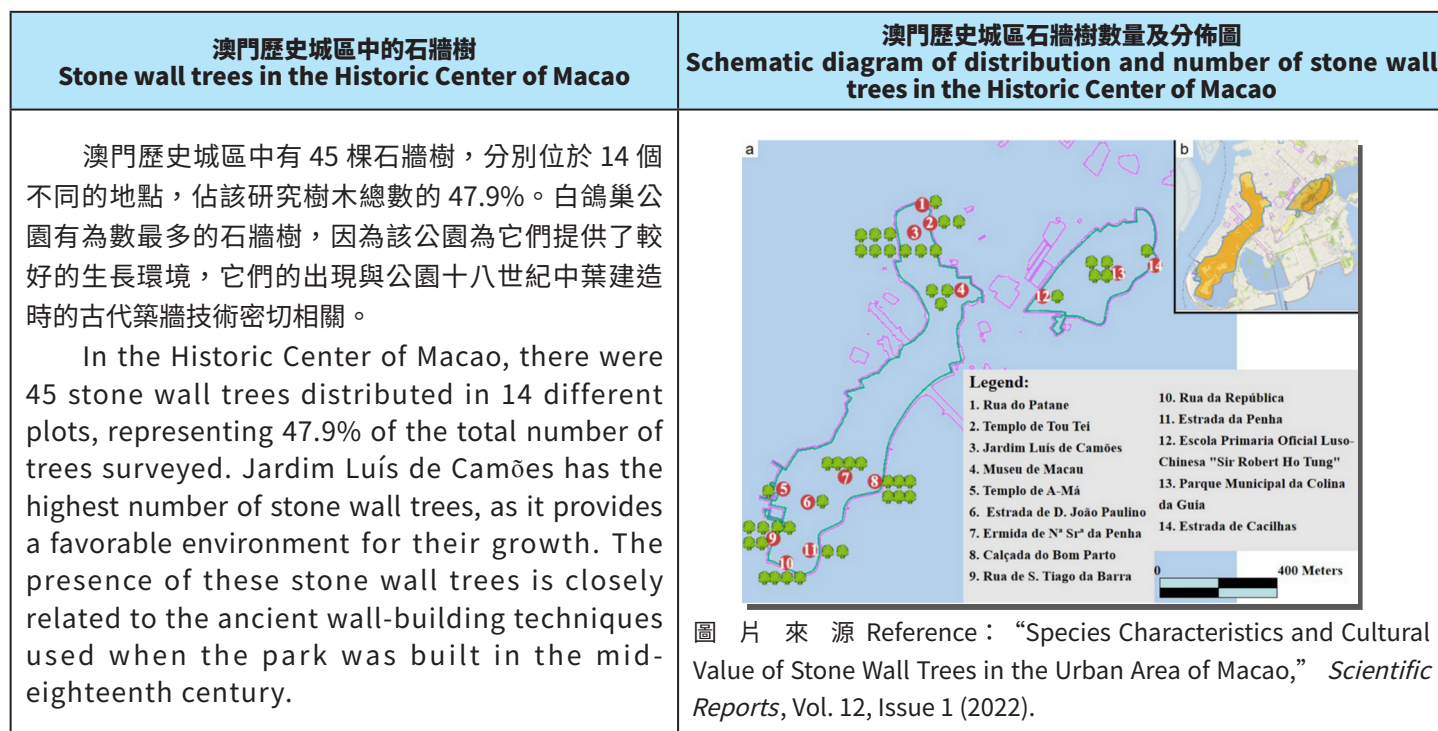 澳門歷史城區中的石牆樹
Stone wall trees in the Historic Center of Macao
澳門歷史城區石牆樹數量及分佈圖
Schematic diagram of distribution and number of stone wall
trees in the Historic Center of Macao
澳門歷史城區中有 45 棵石牆樹，分別位於 14 個
不同的地點，佔該研究樹木總數的 47.9%。白鴿巢公
園有為數最多的石牆樹，因為該公園為它們提供了較
好的生長環境，它們的出現與公園十八世紀中葉建造
時的古代築牆技術密切相關。
In the Historic Center of Macao, there were
45 stone wall trees distributed in 14 different
plots, representing 47.9% of the total number of
trees surveyed. Jardim Luís de Camões has the
highest number of stone wall trees, as it provides
a favorable environment for their growth. The
presence of these stone wall trees is closely
related to the ancient wall-building techniques
used when the park was built in the mid-
eighteenth century.
a
b
1
2
3
4
12
13
14
5
6
7
8
9
10
11
Legend:
1. Rua do Patane
2. Templo de Tou Tei
3. Jardim Luís de Camões
4. Museu de Macau
5. Templo de A-Má
6. Estrada de D. João Paulino
7. Ermida de Nª Srª da Penha
8. Calçada do Bom Parto
9. Rua de S. Tiago da Barra
10. Rua da República
11. Estrada da Penha
12. Escola Primaria Oficial Luso-
Chinesa "Sir Robert Ho Tung"
13. Parque Municipal da Colina
da Guia
14. Estrada de Cacilhas
0 400 Meters
圖片來源 Reference： “Species Characteristics and Cultural
Value of Stone Wall Trees in the Urban Area of Macao,” Scientific
Reports, Vol. 12, Issue 1 (2022).